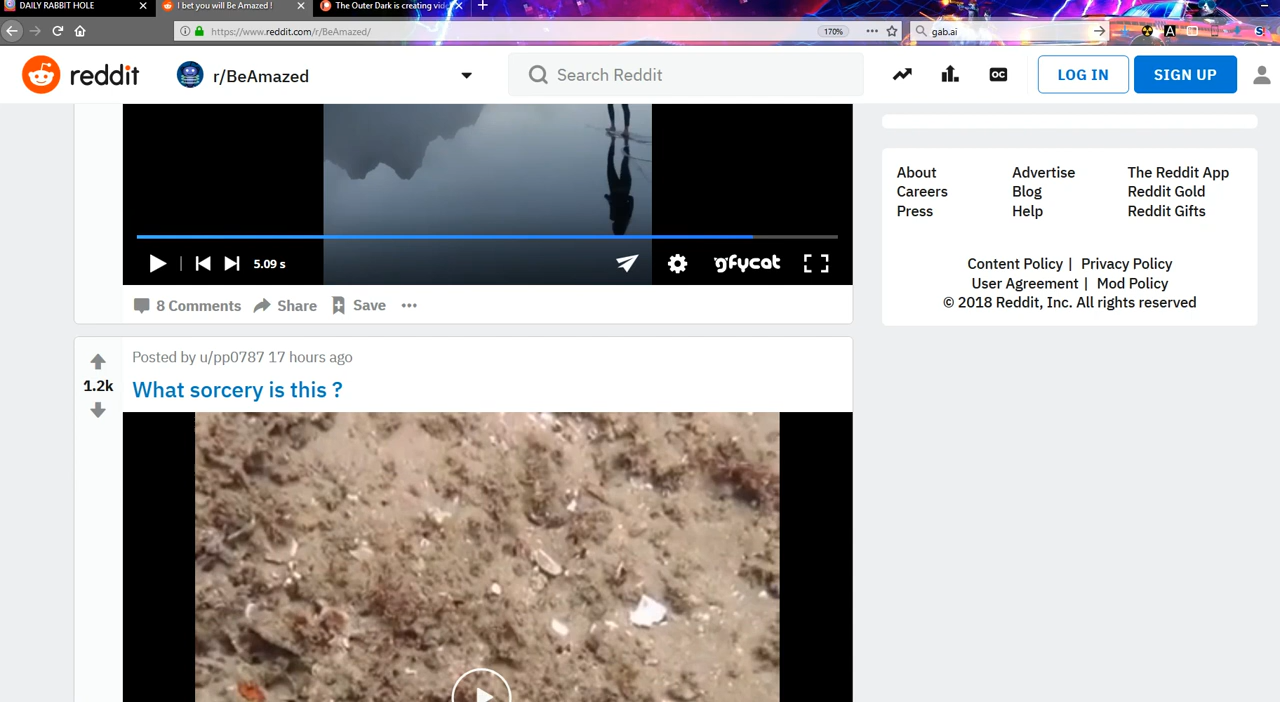 DAILY RABBIT HOLE
I bet you will Be Amazed !
The Outer Dark is creating vid
https://www.reddit.com/r/BeAmazed/
170%
gab.ai
reddit
r/BeAmazed
Search Reddit
OC
LOG IN
SIGN UP
5.09 s
gfycat
8 Comments
Share
Save
Posted by u/pp0787 17 hours ago
1.2k
What sorcery is this ?
About
Advertise
The Reddit App
Careers
Blog
Reddit Gold
Press
Help
Reddit Gifts
Content Policy | Privacy Policy
User Agreement | Mod Policy
© 2018 Reddit, Inc. All rights reserved